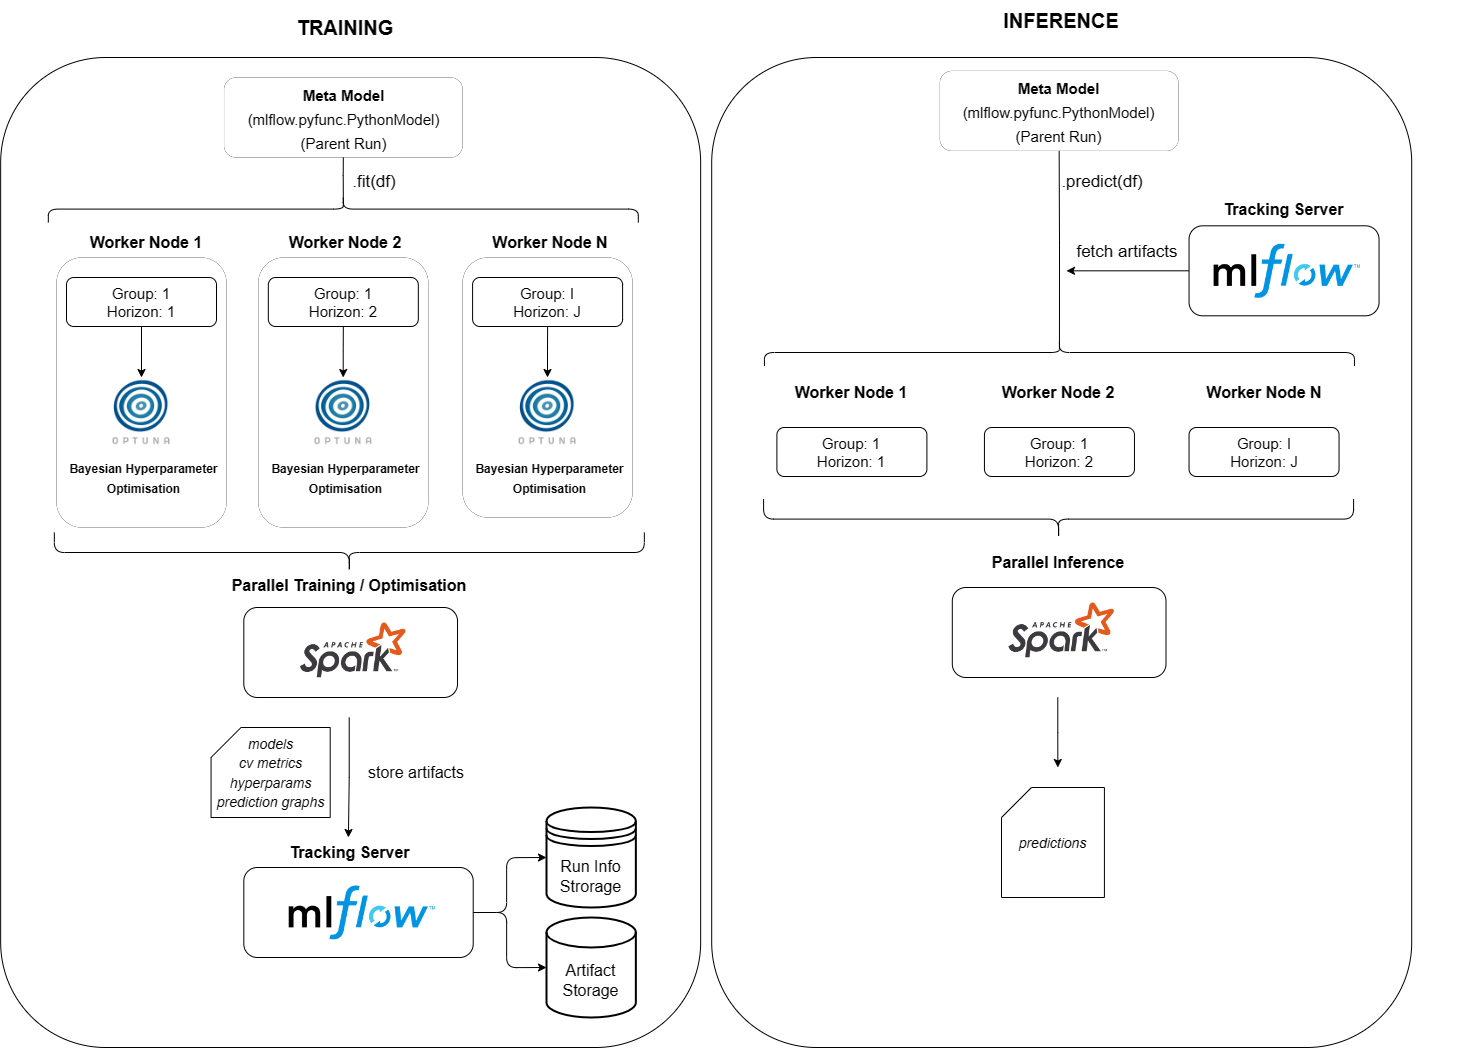 TRAINING
Meta Model
(mlflow.pyfunc.PythonModel)
(Parent Run)
.fit(df)
Worker Node 1
Worker Node 2
Worker Node N
Group: 1
Horizon: 1
Group: 1
Horizon: 2
Group: I
Horizon: J
OPTUNA
OPTUNA
OPTUNA
Bayesian Hyperparameter
Optimisation
Bayesian Hyperparameter
Optimisation
Bayesian Hyperparameter
Optimisation
Parallel Training / Optimisation
APACHE
Spark™
models
cv metrics
hyperparams
prediction graphs
store artifacts
Tracking Server
mlflow™
Run Info
Strorage
Artifact
Storage
INFERENCE
Meta Model
(mlflow.pyfunc.PythonModel)
(Parent Run)
.predict(df)
Tracking Server
fetch artifacts
mlflow™
Worker Node 1
Worker Node 2
Worker Node N
Group: 1
Horizon: 1
Group: 1
Horizon: 2
Group: I
Horizon: J
Parallel Inference
APACHE
Spark™
predictions